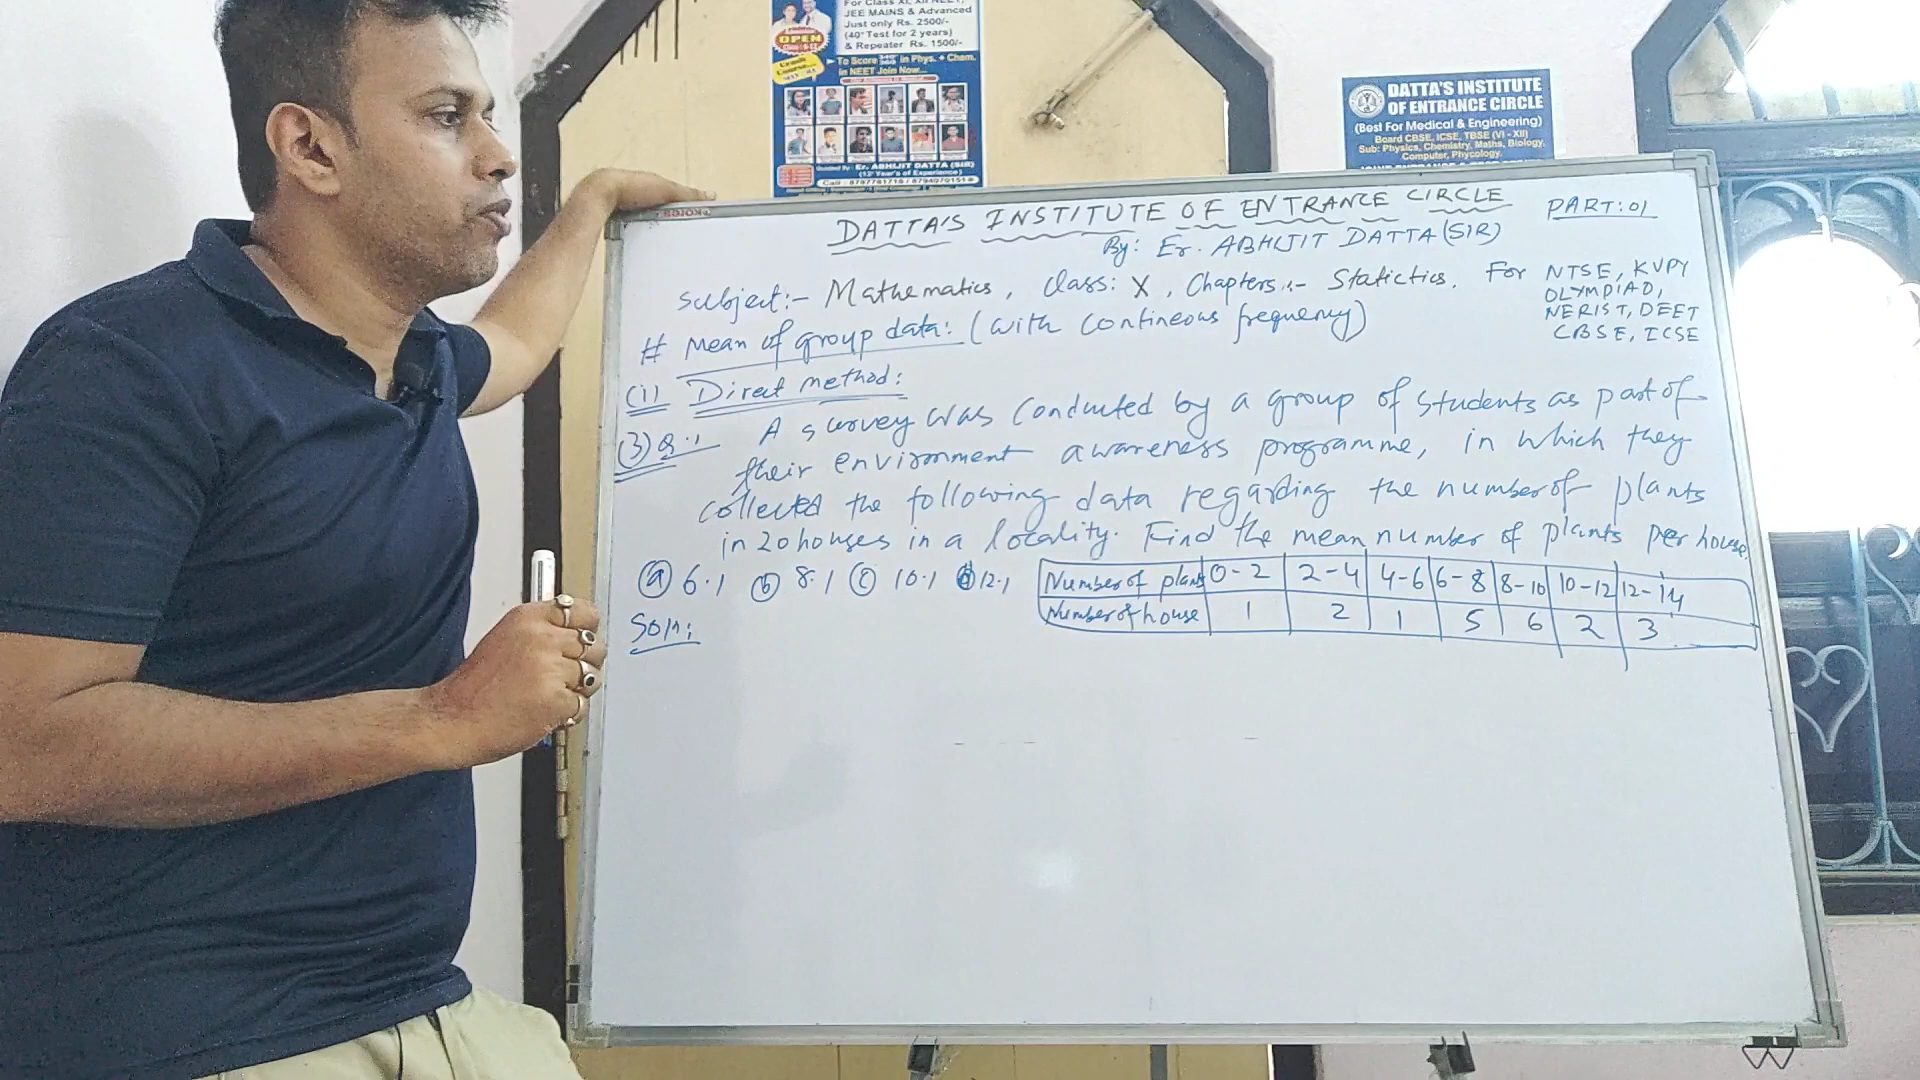 For Class XI, XII NEET,
JEE MAINS & Advanced
Just only Rs. 2500/-
(40+ Test for 2 years)
& Repeater Rs. 1500/-
OPEN
Crash
Course
To Score in Phys. + Chem.
in NEET Join Now...
Er. ABHIJIT DATTA (SIR)
(12 Year's of Experience)
DATTA'S INSTITUTE
OF ENTRANCE CIRCLE
(Best For Medical & Engineering)
Board CBSE, ICSE, TBSE (VI - XII)
Sub: Physics, Chemistry, Maths, Biology,
Computer, Phycology.
DATTA'S INSTITUTE OF ENTRANCE CIRCLE PART:01
By: Er. ABHIJIT DATTA (SIR)
Subject:- Mathematics, Class: X, Chapters:- Statictics. For NTSE, KVPY
OLYMPIAD,
NERIST, DEET
CBSE, ICSE
# Mean of group data: (with contineous frequency)
(i) Direct method:
(3) Q.1 A survey was conducted by a group of students as part of
their environment awareness programme, in which they
collected the following data regarding the number of plants
in 20 houses in a locality. Find the mean number of plants per house.
(a) 6.1 (b) 8.1 (c) 10.1 (d) 12.1
Number of plants 0-2 2-4 4-6 6-8 8-10 10-12 12-14
Number of house 1 2 1 5 6 2 3
Soln: